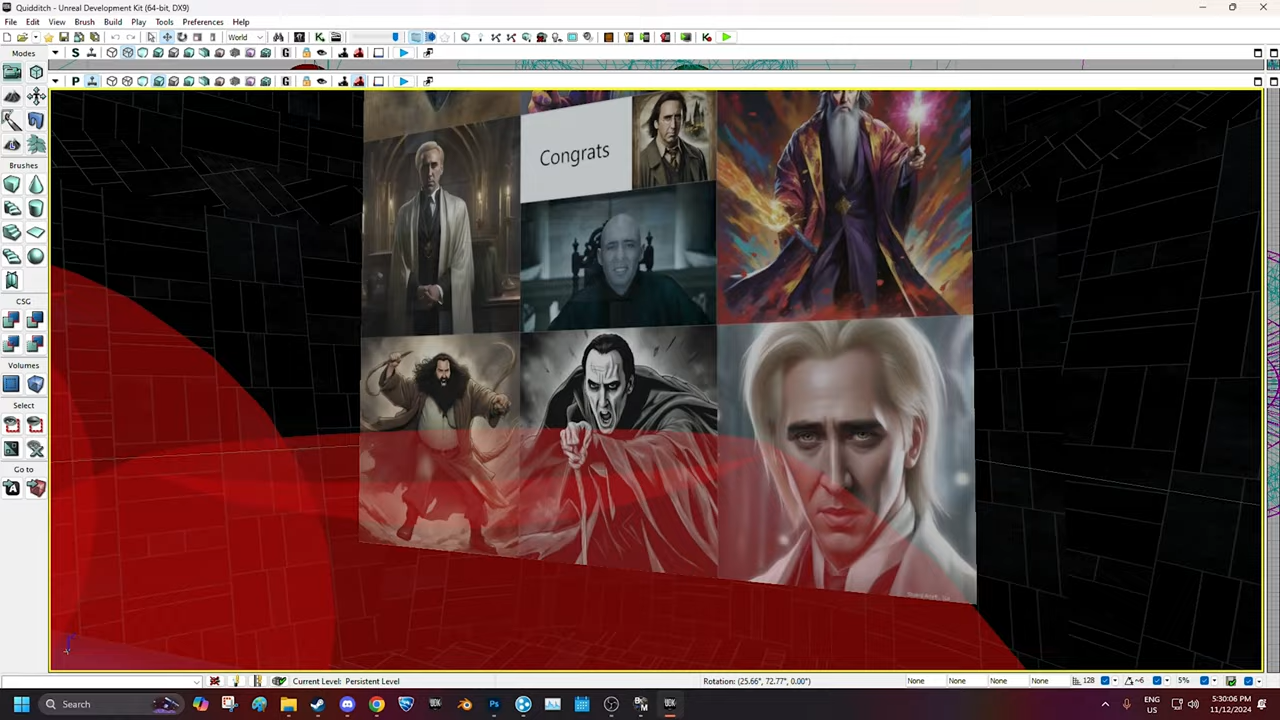 Quidditch - Unreal Development Kit (64-bit, DX9)
File Edit View Brush Build Play Tools Preferences Help
Modes
World
S
G
P
G
Brushes
CSG
Volumes
Select
Go to
Congrats
Current Level: Persistent Level
Rotation: (25.66°, 72.77°, 0.00°)
None None None None
128
~6
5%
Search
ENG
US
5:30:06 PM
11/12/2024